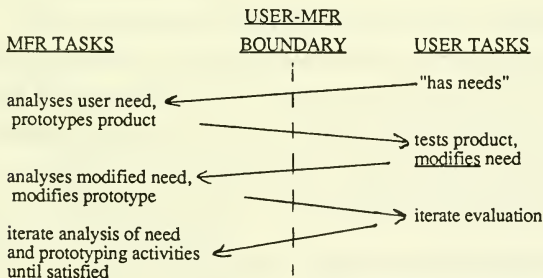 USER-MFR
MFR TASKS BOUNDARY USER TASKS
"has needs"
analyses user need,
prototypes product
tests product,
modifies need
analyses modified need,
modifies prototype
iterate evaluation
iterate analysis of need
and prototyping activities
until satisfied